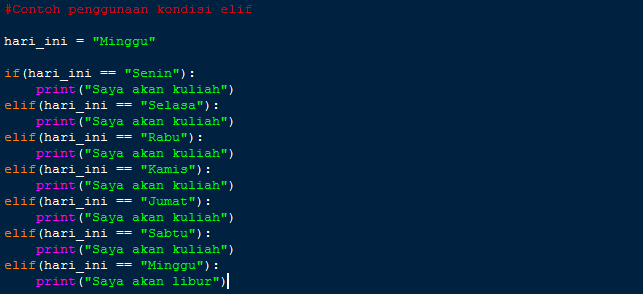 #Contoh penggunaan kondisi elif
hari_ini = "Minggu"
if(hari_ini == "Senin"):
    print("Saya akan kuliah")
elif(hari_ini == "Selasa"):
    print("Saya akan kuliah")
elif(hari_ini == "Rabu"):
    print("Saya akan kuliah")
elif(hari_ini == "Kamis"):
    print("Saya akan kuliah")
elif(hari_ini == "Jumat"):
    print("Saya akan kuliah")
elif(hari_ini == "Sabtu"):
    print("Saya akan kuliah")
elif(hari_ini == "Minggu"):
    print("Saya akan libur")